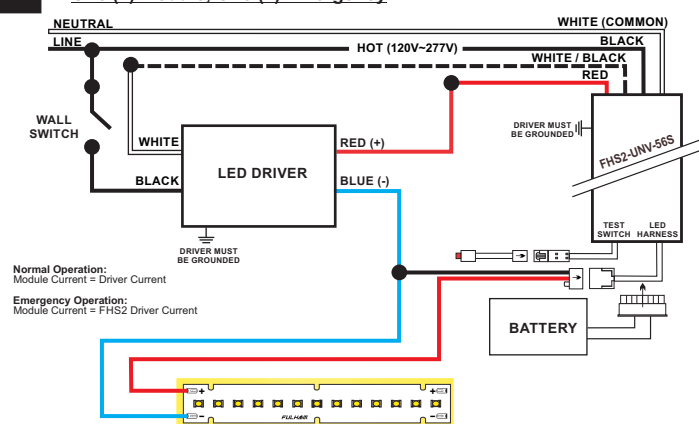 NEUTRAL
WHITE (COMMON)
LINE
HOT (120V~277V)
BLACK
WHITE / BLACK
RED
WALL
SWITCH
WHITE
BLACK
LED DRIVER
RED (+)
BLUE (-)
DRIVER MUST
BE GROUNDED
DRIVER MUST
BE GROUNDED
FHS2-UNV-56S
TEST
SWITCH
LED
HARNESS
Normal Operation:
Module Current = Driver Current
Emergency Operation:
Module Current = FHS2 Driver Current
BATTERY
+
+
−
−
FULHAM